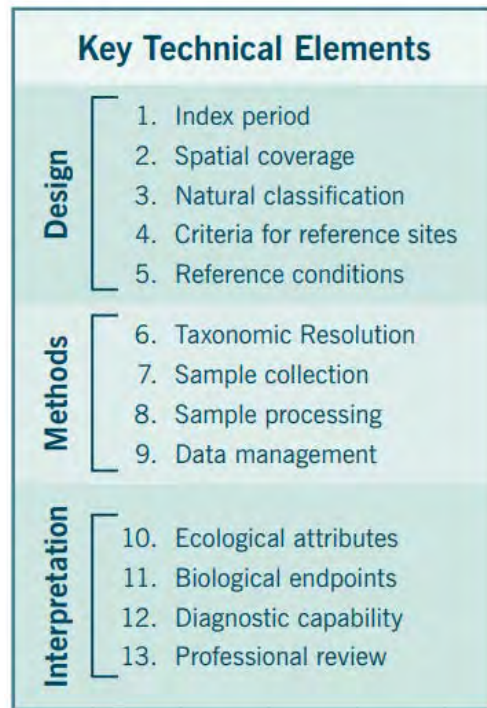 Key Technical Elements
Design
1. Index period
2. Spatial coverage
3. Natural classification
4. Criteria for reference sites
5. Reference conditions
Methods
6. Taxonomic Resolution
7. Sample collection
8. Sample processing
9. Data management
Interpretation
10. Ecological attributes
11. Biological endpoints
12. Diagnostic capability
13. Professional review